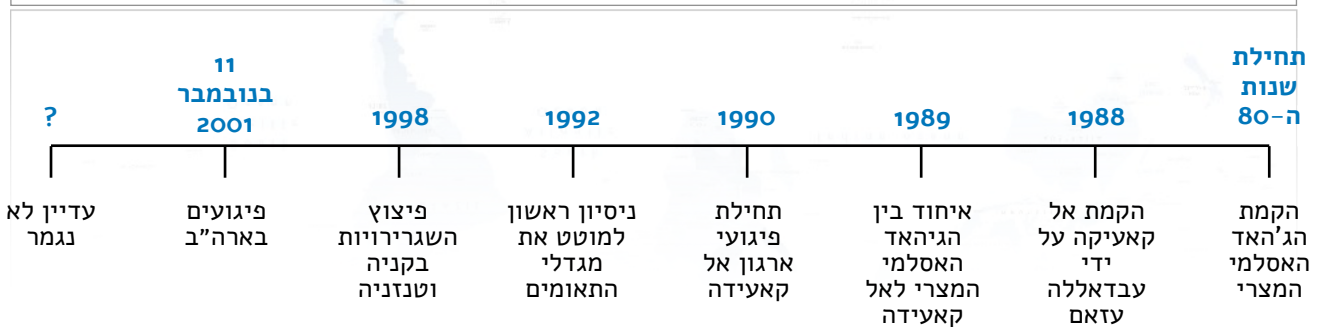 תחילת
שנות
ה-80
1988
1989
1990
1992
1998
11
בנובמבר
2001
?
הקמת
הג'האד
האסלמי
המצרי
הקמת אל
קאעיקה על
ידי
עבדאללה
עזאם
איחוד בין
הגיהאד
האסלמי
המצרי לאל
קאעידה
תחילת
פיגועי
ארגון אל
קאעידה
ניסיון ראשון
למוטט את
מגדלי
התאומים
פיצוץ
השגרירויות
בקניה
וטנזניה
פיגועים
בארה"ב
עדיין לא
נגמר